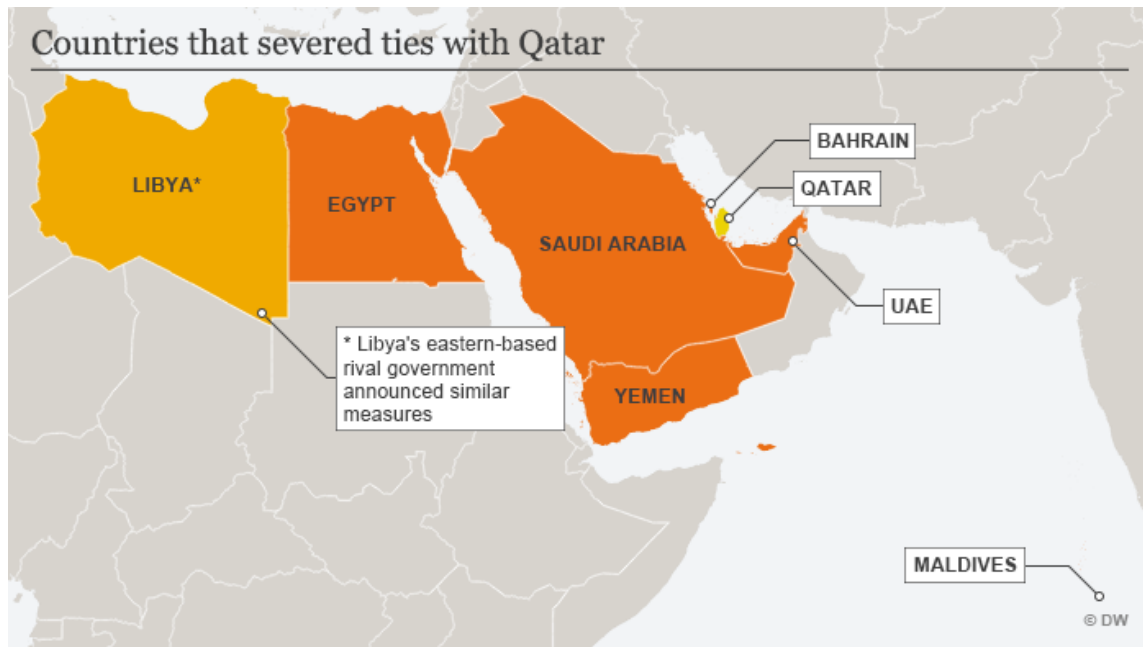 Countries that severed ties with Qatar
BAHRAIN
LIBYA*
QATAR
EGYPT
SAUDI ARABIA
UAE
* Libya's eastern-based
rival government
announced similar
measures
YEMEN
MALDIVES
© DW